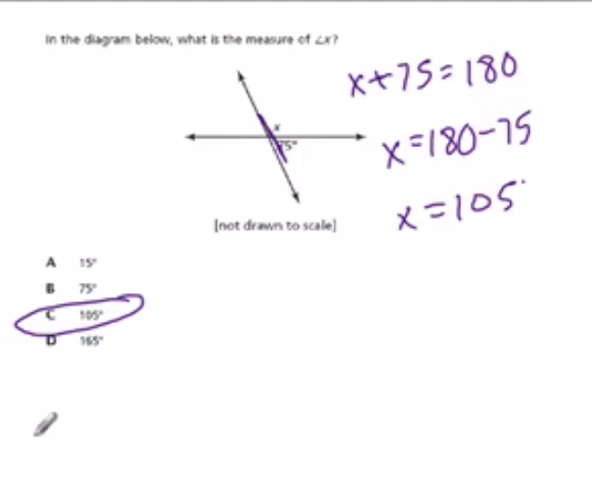 In the diagram below, what is the measure of ∠x?
x+75=180
x
75°
x=180-75
x=105°
[not drawn to scale]
A 15°
B 75°
C 105°
D 165°